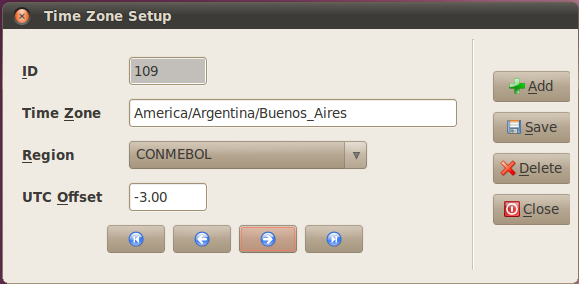 Time Zone Setup
ID 109
Time Zone America/Argentina/Buenos_Aires
Region CONMEBOL
UTC Offset -3.00
Add
Save
Delete
Close